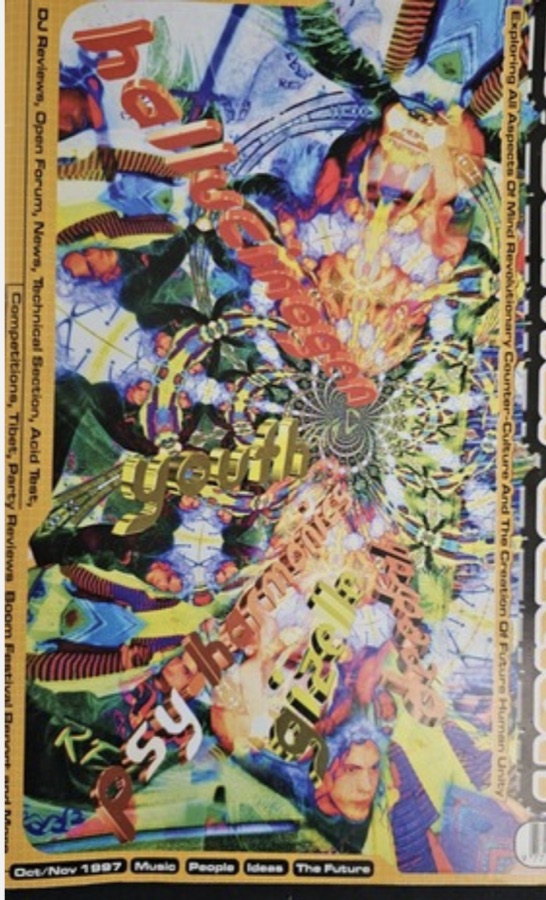 Exploring All Aspects Of Mind Revolutionary Counter-Culture And The Creation Of Future Human Unity
hallucinogen
youth
Psy harmonics
gizelle
DJ Reviews, Open Forum, News, Technical Section, Acid Test,
Competitions, Tibet, Party Reviews Boom Festival Report and More
Oct/Nov 1997 Music People Ideas The Future